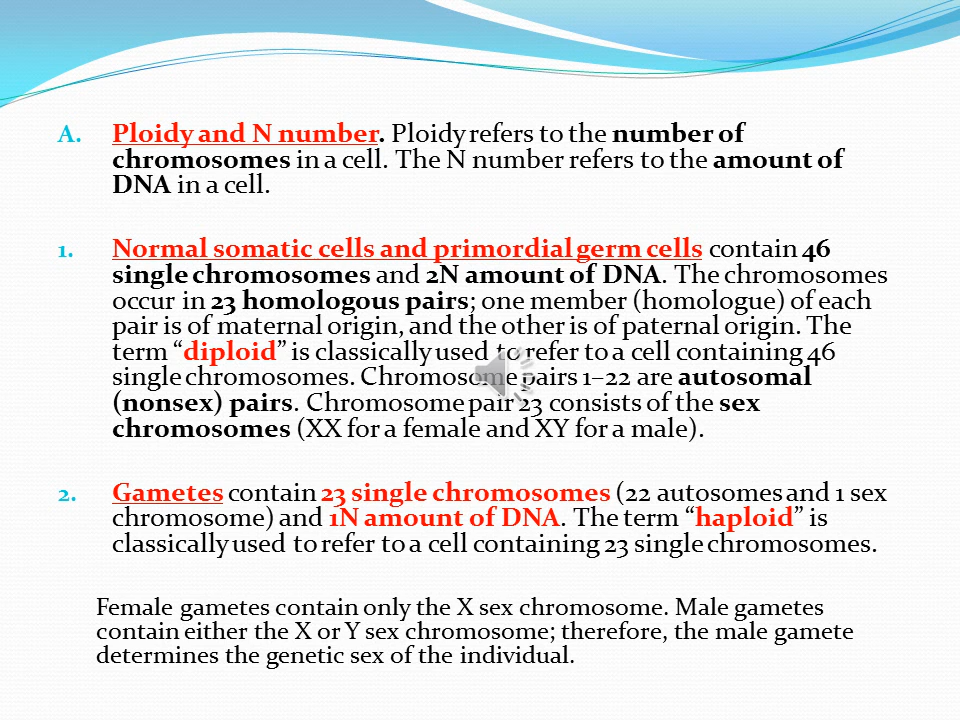 A. Ploidy and N number. Ploidy refers to the number of
chromosomes in a cell. The N number refers to the amount of
DNA in a cell.
1. Normal somatic cells and primordial germ cells contain 46
single chromosomes and 2N amount of DNA. The chromosomes
occur in 23 homologous pairs; one member (homologue) of each
pair is of maternal origin, and the other is of paternal origin. The
term “diploid” is classically used to refer to a cell containing 46
single chromosomes. Chromosome pairs 1–22 are autosomal
(nonsex) pairs. Chromosome pair 23 consists of the sex
chromosomes (XX for a female and XY for a male).
2. Gametes contain 23 single chromosomes (22 autosomes and 1 sex
chromosome) and 1N amount of DNA. The term “haploid” is
classically used to refer to a cell containing 23 single chromosomes.
Female gametes contain only the X sex chromosome. Male gametes
contain either the X or Y sex chromosome; therefore, the male gamete
determines the genetic sex of the individual.